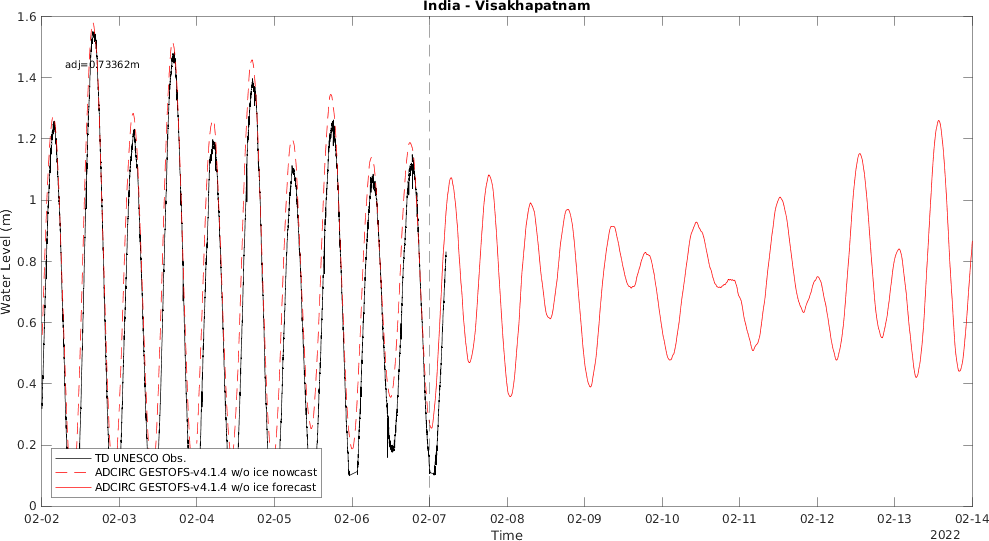 India - Visakhapatnam
1.6
1.4
1.2
1
0.8
0.6
0.4
0.2
0
Water Level (m)
adj=0.73362m
TD UNESCO Obs.
ADCIRC GESTOFS-v4.1.4 w/o ice nowcast
ADCIRC GESTOFS-v4.1.4 w/o ice forecast
02-02 02-03 02-04 02-05 02-06 02-07 02-08 02-09 02-10 02-11 02-12 02-13 02-14
Time
2022